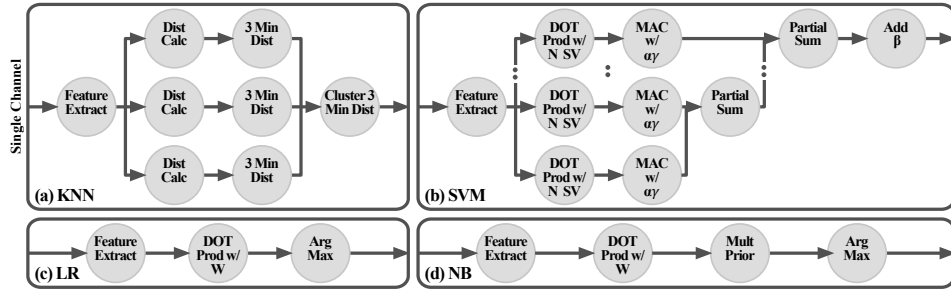 Single Channel
Feature
Extract
Dist
Calc
3 Min
Dist
Dist
Calc
3 Min
Dist
Dist
Calc
3 Min
Dist
Cluster 3
Min Dist
(a) KNN
Feature
Extract
DOT
Prod w/
N SV
MAC
w/
αγ
DOT
Prod w/
N SV
MAC
w/
αγ
DOT
Prod w/
N SV
MAC
w/
αγ
Partial
Sum
Partial
Sum
Add
β
(b) SVM
Feature
Extract
DOT
Prod w/
W
Arg
Max
(c) LR
Feature
Extract
DOT
Prod w/
W
Mult
Prior
Arg
Max
(d) NB